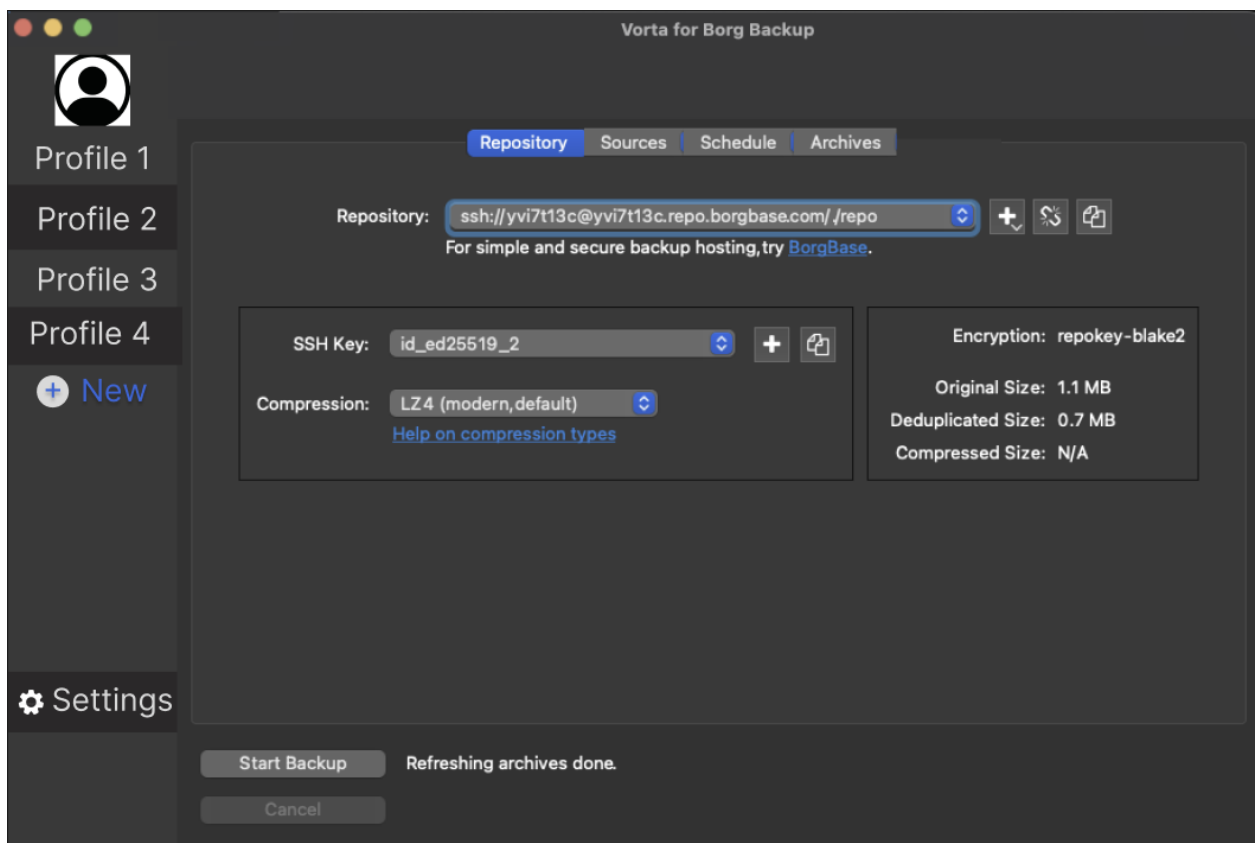 Vorta for Borg Backup
Profile 1
Profile 2
Profile 3
Profile 4
New
Settings
Repository Sources Schedule Archives
Repository: ssh://yvi7t13c@yvi7t13c.repo.borgbase.com/./repo
For simple and secure backup hosting,try BorgBase.
SSH Key: id_ed25519_2
Compression: LZ4 (modern,default)
Help on compression types
Encryption: repokey-blake2
Original Size: 1.1 MB
Deduplicated Size: 0.7 MB
Compressed Size: N/A
Start Backup Refreshing archives done.
Cancel